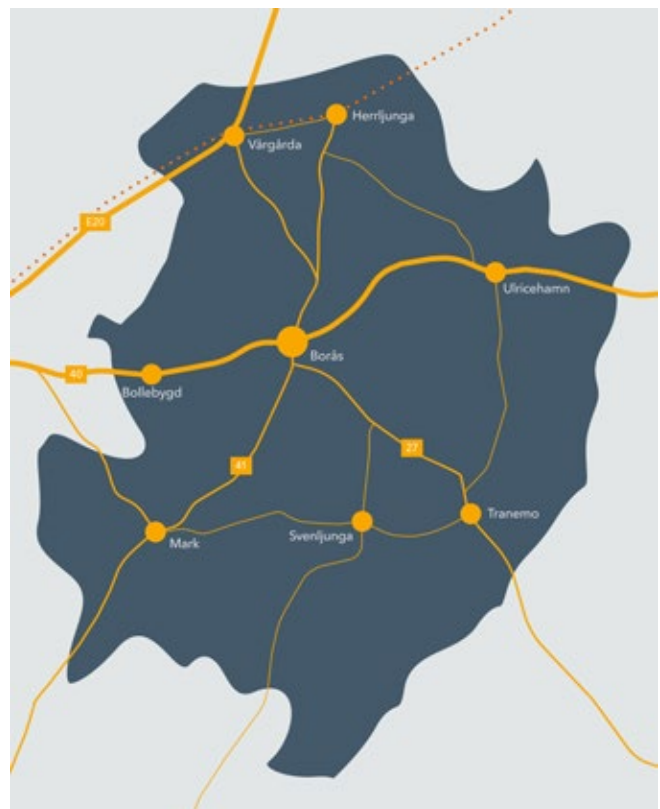 Herrljunga
Vårgårda
E20
Ulricehamn
Borås
40
Bollebygd
27
41
Tranemo
Svenljunga
Mark